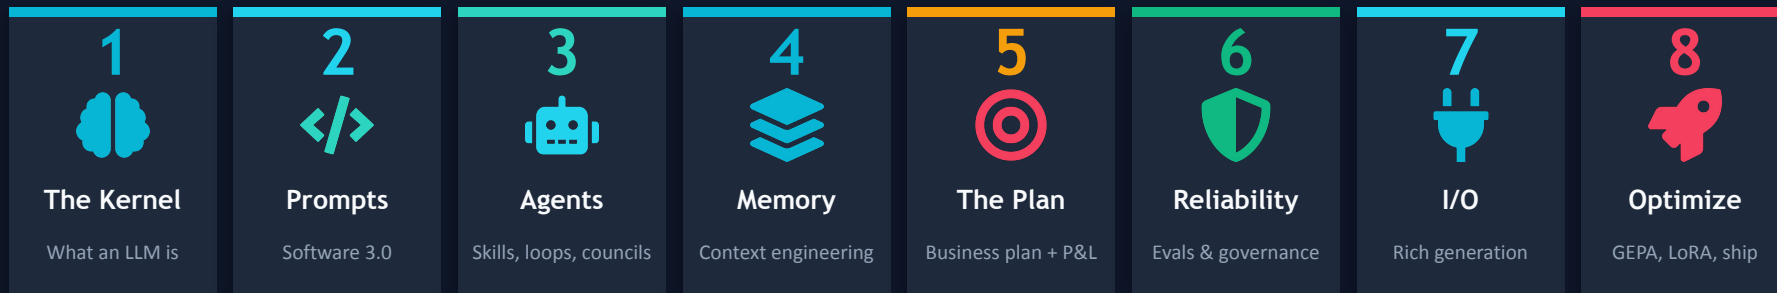 1
2
3
4
5
6
7
8
The Kernel
Prompts
Agents
Memory
The Plan
Reliability
I/O
Optimize
What an LLM is
Software 3.0
Skills, loops, councils
Context engineering
Business plan + P&L
Evals & governance
Rich generation
GEPA, LoRA, ship